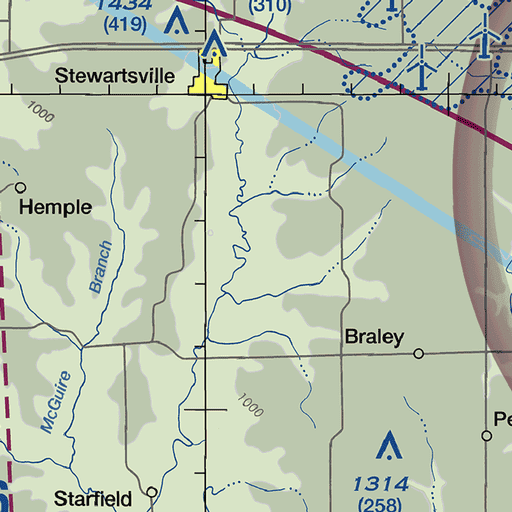 1434
(419)
(310)
Stewartsville
1000
Hemple
Branch
Braley
McGuire
1000
1314
(258)
Starfield